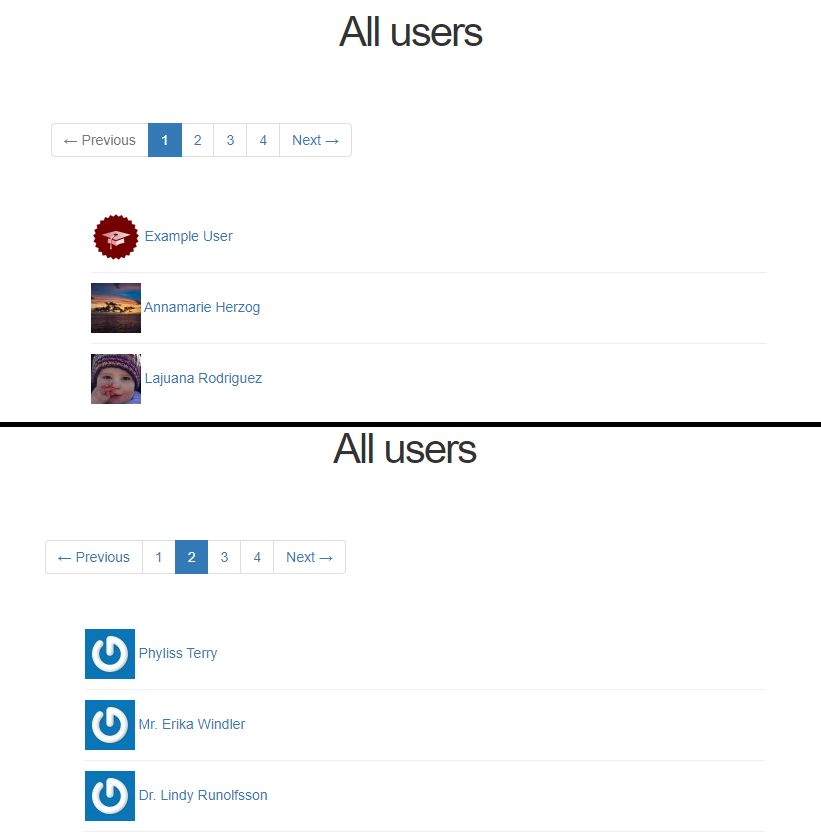 All users
← Previous 1 2 3 4 Next →
Example User
Annamarie Herzog
Lajuana Rodriguez
All users
← Previous 1 2 3 4 Next →
Phyliss Terry
Mr. Erika Windler
Dr. Lindy Runolfsson